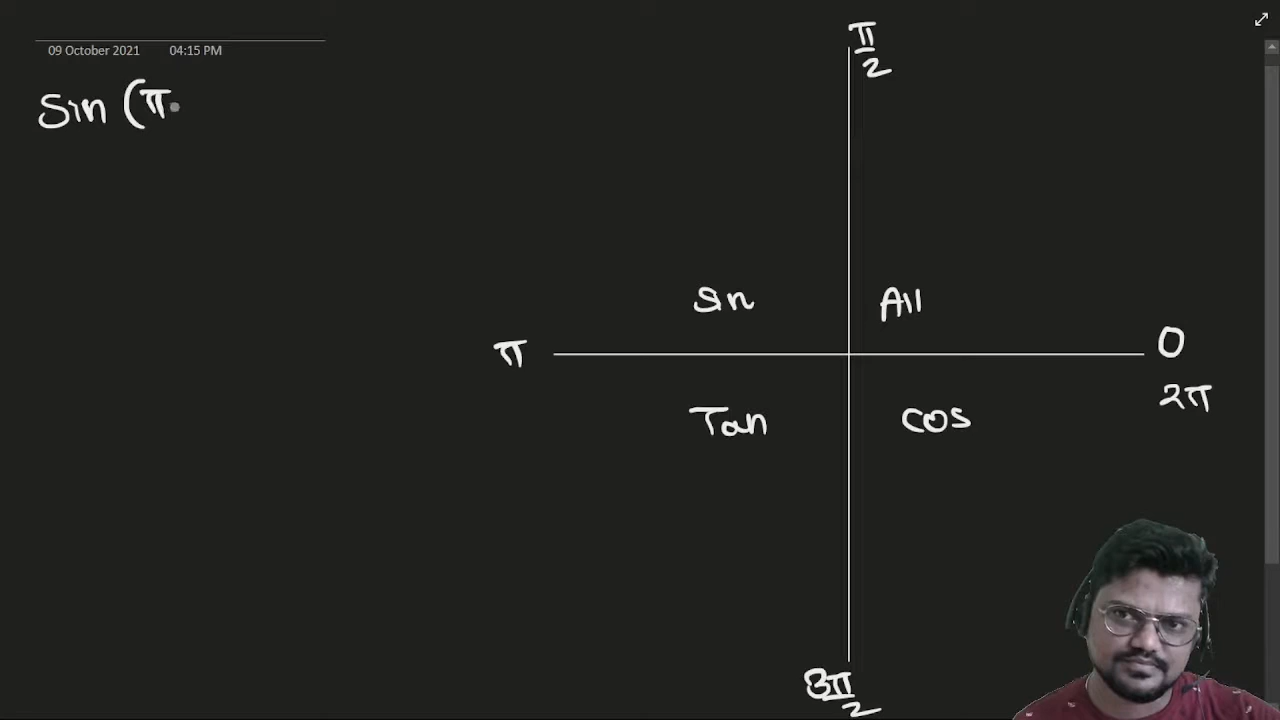 09 October 2021 04:15 PM
π
2
Sin (π
Sin All
π 0
2π
Tan cos
3π
2